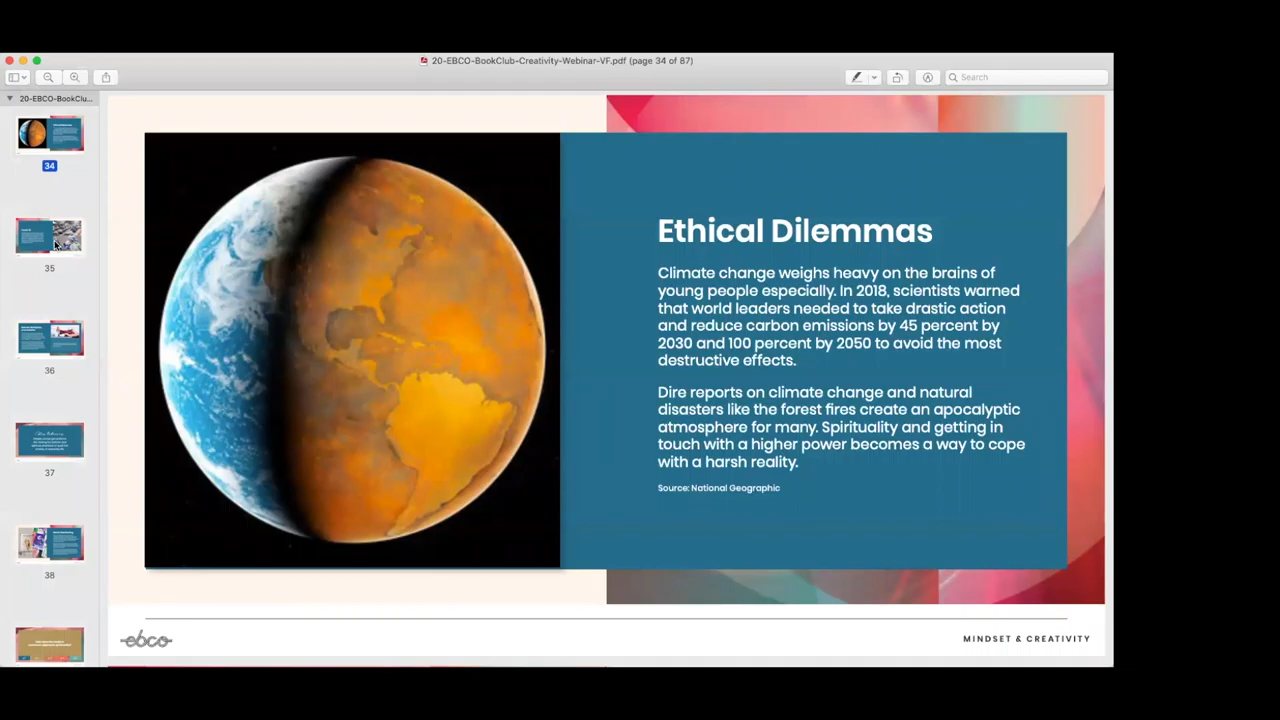 20-EBCO-BookClub-Creativity-Webinar-VF.pdf (page 34 of 87)
Search
20-EBCO-BookClu...
34
35
36
37
38
Ethical Dilemmas
Climate change weighs heavy on the brains of
young people especially. In 2018, scientists warned
that world leaders needed to take drastic action
and reduce carbon emissions by 45 percent by
2030 and 100 percent by 2050 to avoid the most
destructive effects.
Dire reports on climate change and natural
disasters like the forest fires create an apocalyptic
atmosphere for many. Spirituality and getting in
touch with a higher power becomes a way to cope
with a harsh reality.
Source: National Geographic
ebco
MINDSET & CREATIVITY